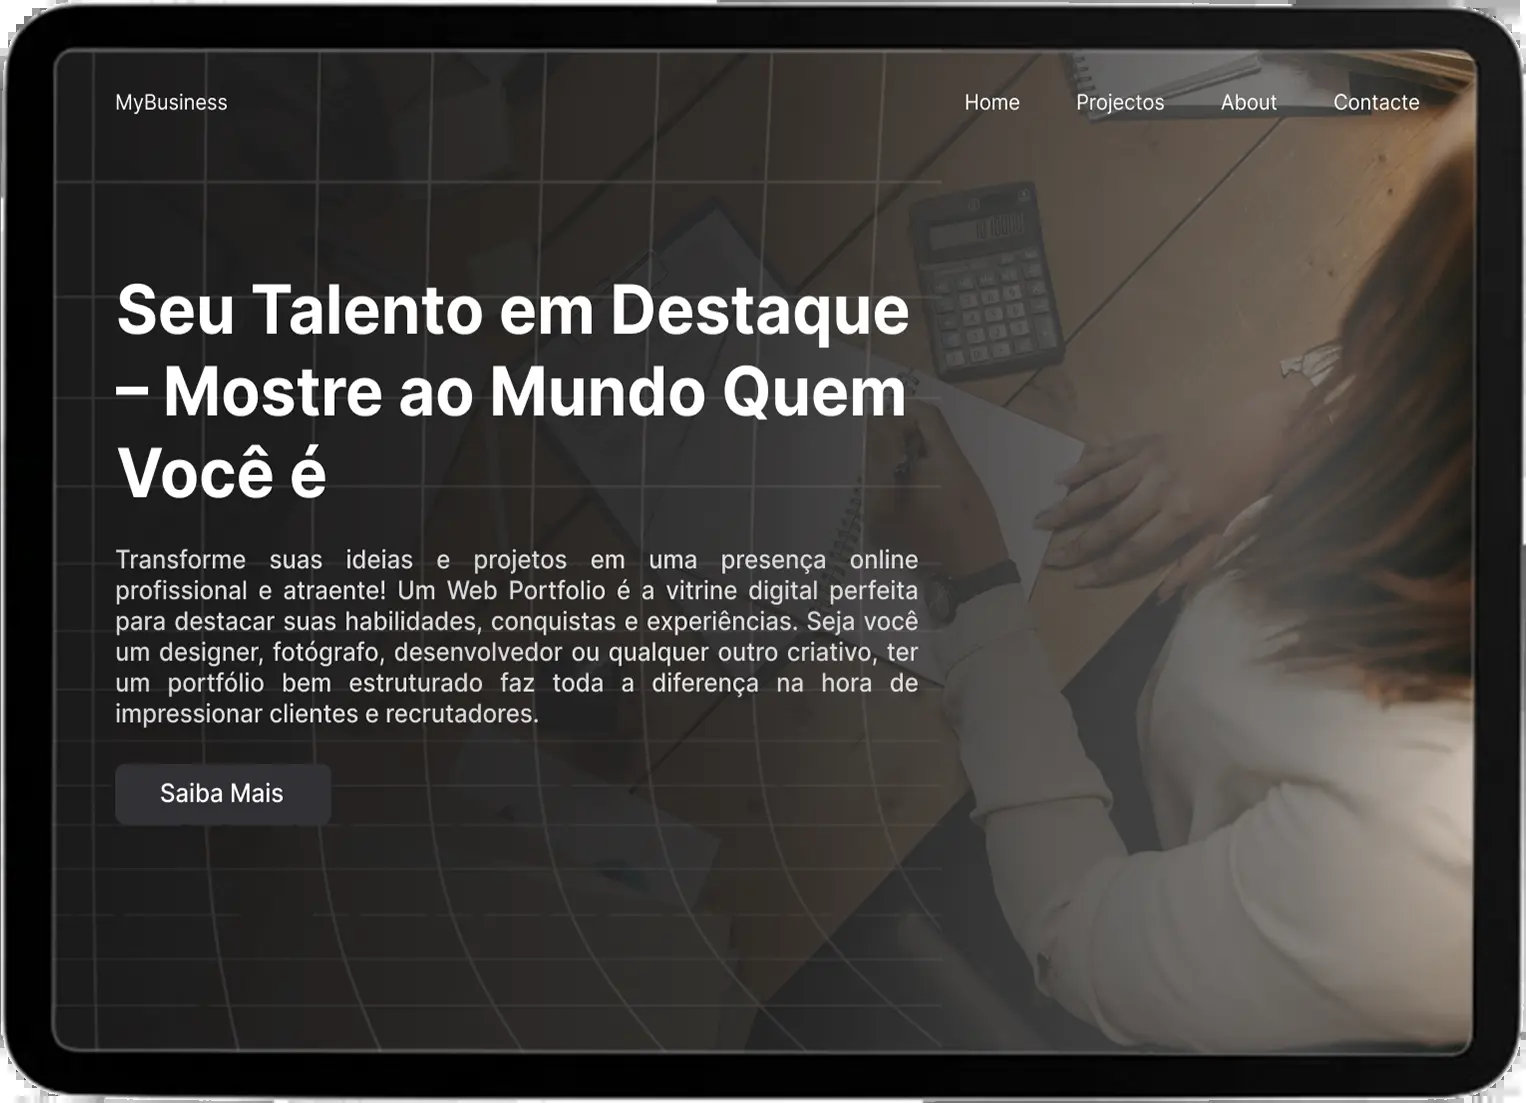 MyBusiness
Home Projectos About Contacte
Seu Talento em Destaque
– Mostre ao Mundo Quem
Você é
Transforme suas ideias e projetos em uma presença online
profissional e atraente! Um Web Portfolio é a vitrine digital perfeita
para destacar suas habilidades, conquistas e experiências. Seja você
um designer, fotógrafo, desenvolvedor ou qualquer outro criativo, ter
um portfólio bem estruturado faz toda a diferença na hora de
impressionar clientes e recrutadores.
Saiba Mais